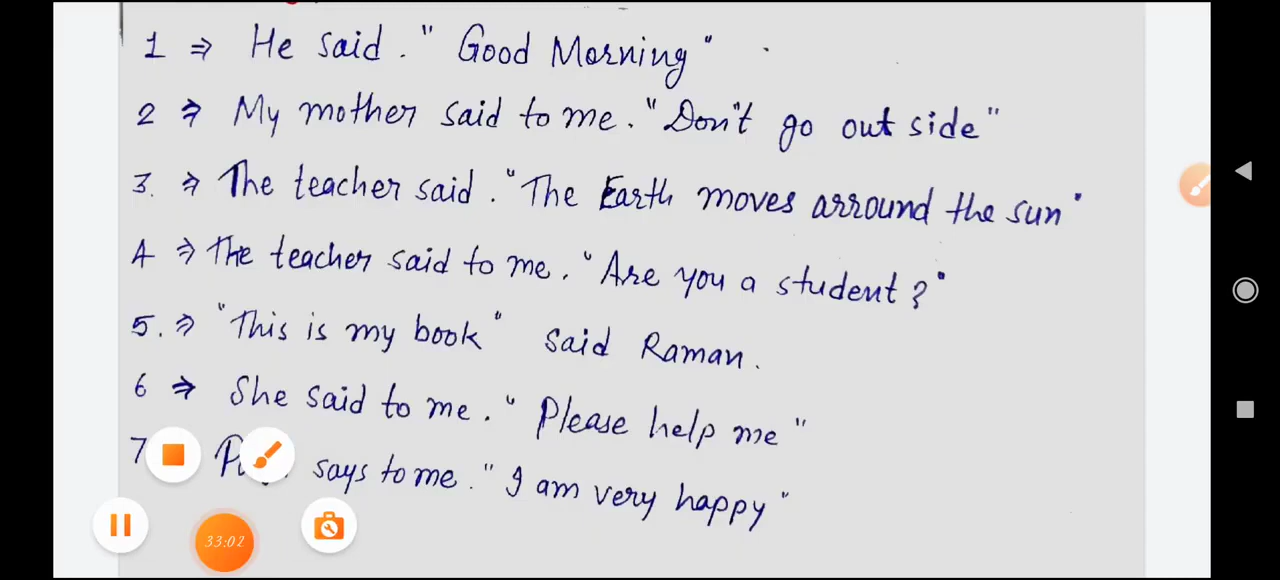 1 ⇒ He said. " Good Morning "
2 ⇒ My mother said to me. "Don't go out side"
3. ⇒ The teacher said. "The Earth moves arround the sun"
4 ⇒ The teacher said to me. "Are you a student ?"
5. ⇒ "This is my book" said Raman.
6 ⇒ She said to me. " Please help me "
7 says to me. "I am very happy"
33:02